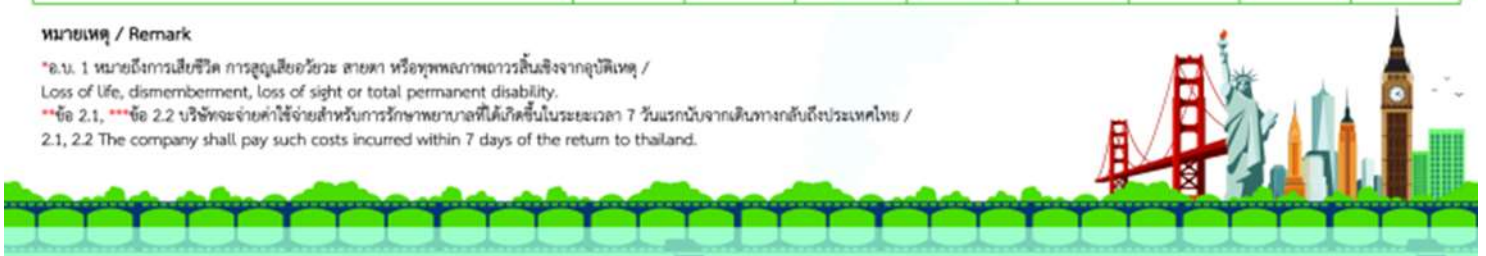 หมายเหตุ / Remark
*อ.บ. 1 หมายถึงการเสียชีวิต การสูญเสียอวัยวะ สายตา หรือทุพพลภาพถาวรสิ้นเชิงจากอุบัติเหตุ /
Loss of life, dismemberment, loss of sight or total permanent disability.
**ข้อ 2.1, ***ข้อ 2.2 บริษัทจะจ่ายค่าใช้จ่ายสำหรับการรักษาพยาบาลที่ได้เกิดขึ้นในระยะเวลา 7 วันแรกนับจากเดินทางกลับถึงประเทศไทย /
2.1, 2.2 The company shall pay such costs incurred within 7 days of the return to thailand.